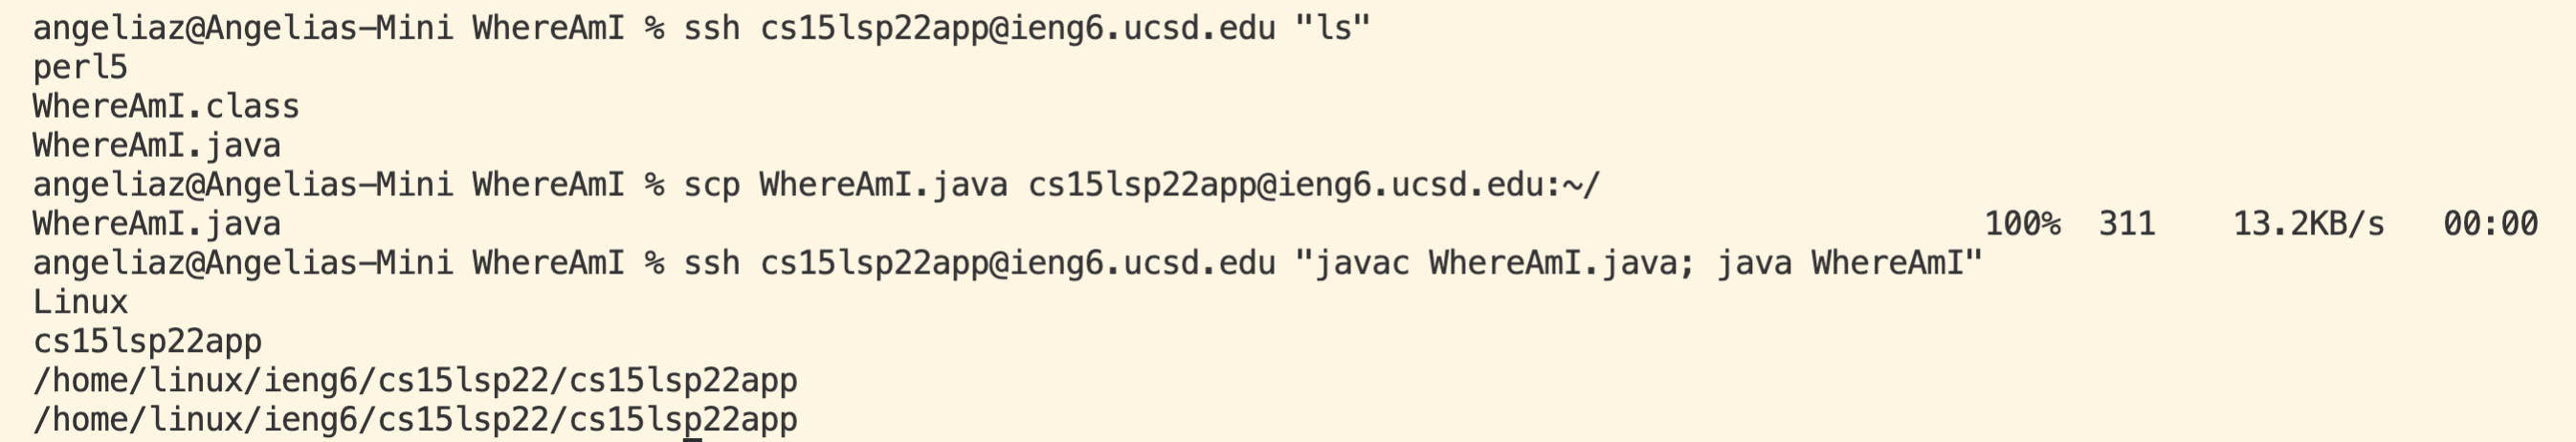 angeliaz@Angelias-Mini WhereAmI % ssh cs15lsp22app@ieng6.ucsd.edu "ls"
perl5
WhereAmI.class
WhereAmI.java
angeliaz@Angelias-Mini WhereAmI % scp WhereAmI.java cs15lsp22app@ieng6.ucsd.edu:~/
WhereAmI.java 100% 311 13.2KB/s 00:00
angeliaz@Angelias-Mini WhereAmI % ssh cs15lsp22app@ieng6.ucsd.edu "javac WhereAmI.java; java WhereAmI"
Linux
cs15lsp22app
/home/linux/ieng6/cs15lsp22/cs15lsp22app
/home/linux/ieng6/cs15lsp22/cs15lsp22app